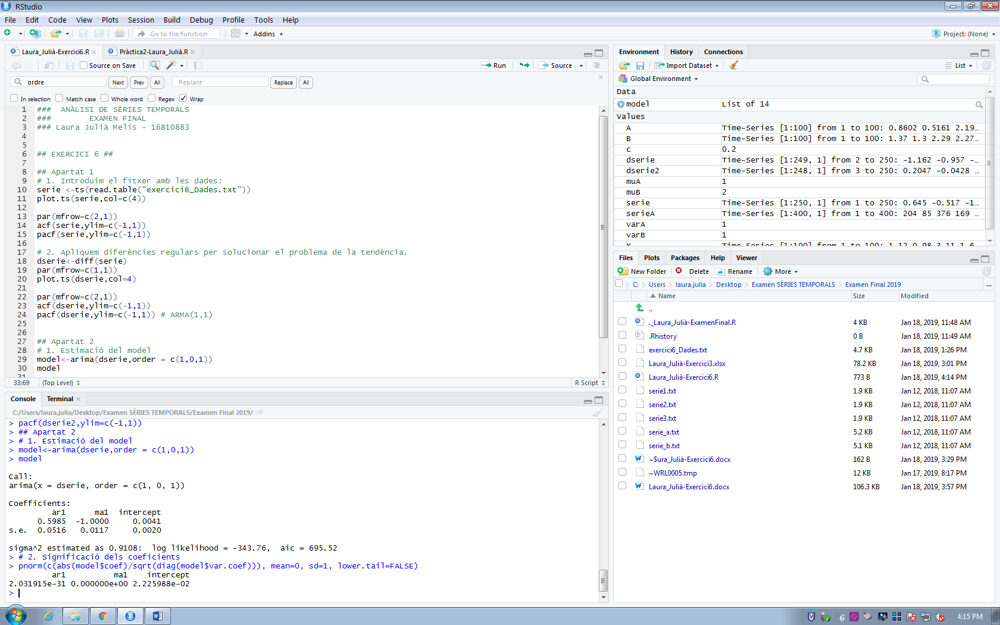 RStudio
File Edit Code View Plots Session Build Debug Profile Tools Help
Go to file/function Addins Project: (None)
Laura_Julià-Exercici6.R Pràctica2-Laura_Julià.R
Source on Save Run Source
ordre Next Prev All Replace Replace All
In selection Match case Whole word Regex Wrap
1 ### ANÀLISI DE SÈRIES TEMPORALS
2 ### EXAMEN FINAL
3 ### Laura Julià Melis - 16810883
4
5
6 ## EXERCICI 6 ##
7
8 ## Apartat 1
9 # 1. Introduim el fitxer amb les dades:
10 serie <-ts(read.table("exercici6_Dades.txt"))
11 plot.ts(serie,col=c(4))
12
13 par(mfrow=c(2,1))
14 acf(serie,ylim=c(-1,1))
15 pacf(serie,ylim=c(-1,1))
16
17 # 2. Apliquem diferències regulars per solucionar el problema de la tendència.
18 dserie<-diff(serie)
19 par(mfrow=c(1,1))
20 plot.ts(dserie,col=4)
21
22 par(mfrow=c(2,1))
23 acf(dserie,ylim=c(-1,1))
24 pacf(dserie,ylim=c(-1,1)) # ARMA(1,1)
25
26
27 ## Apartat 2
28 # 1. Estimació del model
29 model<-arima(dserie,order = c(1,0,1))
30 model
31
33:69 (Top Level) R Script
Console Terminal
C:/Users/laura.julia/Desktop/Examen SÈRIES TEMPORALS/Examen Final 2019/
> pacf(dserie2,ylim=c(-1,1))
> ## Apartat 2
> # 1. Estimació del model
> model<-arima(dserie,order = c(1,0,1))
> model
Call:
arima(x = dserie, order = c(1, 0, 1))
Coefficients:
ar1 ma1 intercept
0.5985 -1.0000 0.0041
s.e. 0.0516 0.0117 0.0020
sigma^2 estimated as 0.9108: log likelihood = -343.76, aic = 695.52
> # 2. Significació dels coeficients
> pnorm(c(abs(model$coef)/sqrt(diag(model$var.coef))), mean=0, sd=1, lower.tail=FALSE)
ar1 ma1 intercept
2.031915e-31 0.000000e+00 2.225988e-02
>
Environment History Connections
Import Dataset List
Global Environment
Data
model List of 14
Values
A Time-Series [1:100] from 1 to 100: 0.8602 0.5161 2.19…
B Time-Series [1:100] from 1 to 100: 1.37 1.3 2.29 2.27…
c 0.2
dserie Time-Series [1:249, 1] from 2 to 250: -1.162 -0.957 -…
dserie2 Time-Series [1:248, 1] from 3 to 250: 0.2047 -0.0428 …
muA 1
muB 2
serie Time-Series [1:250, 1] from 1 to 250: 0.645 -0.517 -1…
serieA Time-Series [1:400, 1] from 1 to 400: 204 85 376 169 …
varA 1
varB 1
X Time-Series [1:100] from 1 to 100: 1.12 0.98 3.11 1.6
Files Plots Packages Help Viewer
New Folder Delete Rename More
C: Users laura.julia Desktop Examen SÈRIES TEMPORALS Examen Final 2019 ...
Name Size Modified
..
._Laura_Julià-ExamenFinal.R 4 KB Jan 18, 2019, 11:48 AM
.Rhistory 0 B Jan 18, 2019, 11:49 AM
exercici6_Dades.txt 4.7 KB Jan 18, 2019, 1:26 PM
Laura_Julià-Exercici3.xlsx 78.2 KB Jan 18, 2019, 3:01 PM
Laura_Julià-Exercici6.R 773 B Jan 18, 2019, 4:14 PM
serie1.txt 1.9 KB Jan 12, 2018, 11:07 AM
serie2.txt 1.9 KB Jan 12, 2018, 11:07 AM
serie3.txt 1.9 KB Jan 12, 2018, 11:07 AM
serie_a.txt 5.2 KB Jan 12, 2018, 11:07 AM
serie_b.txt 5.1 KB Jan 12, 2018, 11:07 AM
~$ura_Julià-Exercici6.docx 162 B Jan 18, 2019, 3:29 PM
~WRL0005.tmp 12 KB Jan 17, 2019, 8:17 PM
Laura_Julià-Exercici6.docx 106.3 KB Jan 18, 2019, 3:57 PM
4:15 PM